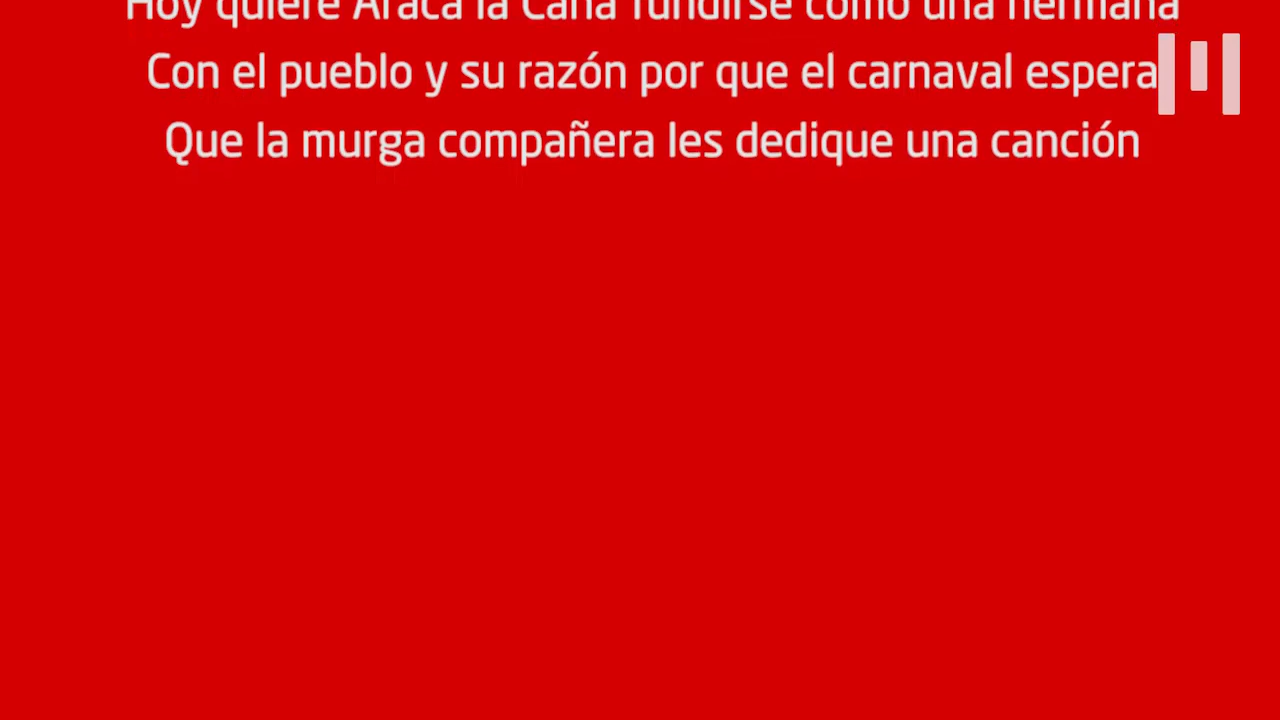 Hoy quiere Araca la Cana fundirse como una hermana
Con el pueblo y su razón por que el carnaval espera
Que la murga compañera les dedique una canción